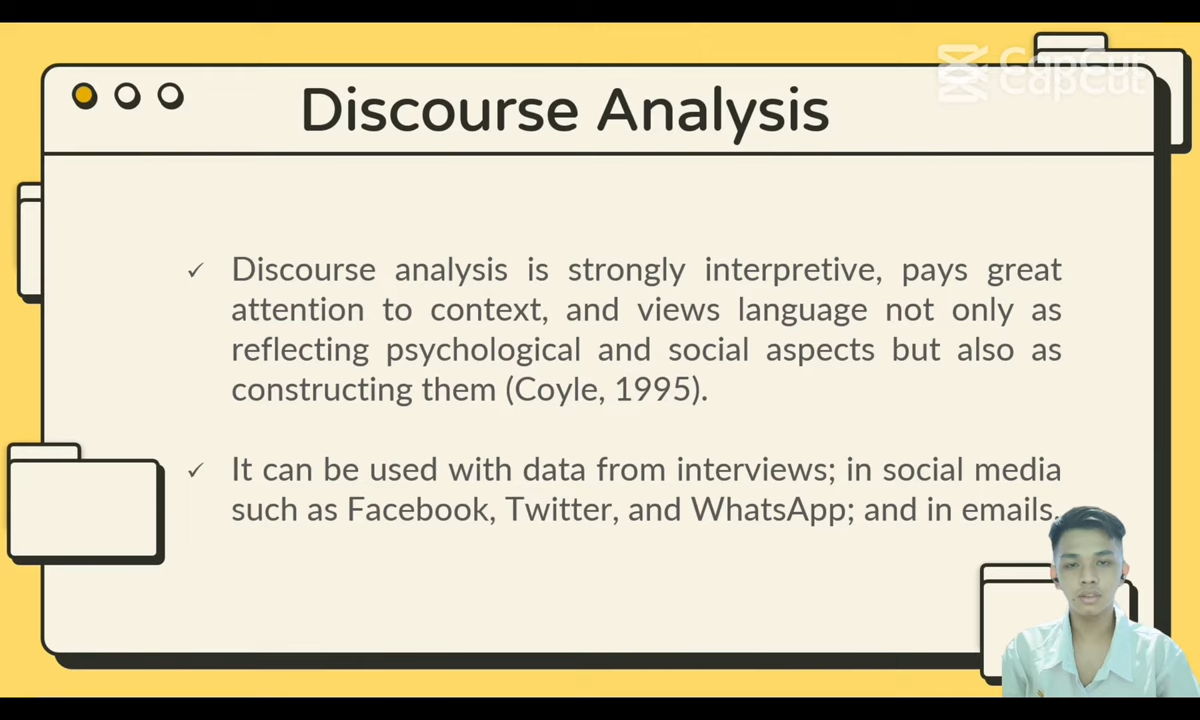 CapCut
Discourse Analysis
✓ Discourse analysis is strongly interpretive, pays great
attention to context, and views language not only as
reflecting psychological and social aspects but also as
constructing them (Coyle, 1995).
✓ It can be used with data from interviews; in social media
such as Facebook, Twitter, and WhatsApp; and in emails.